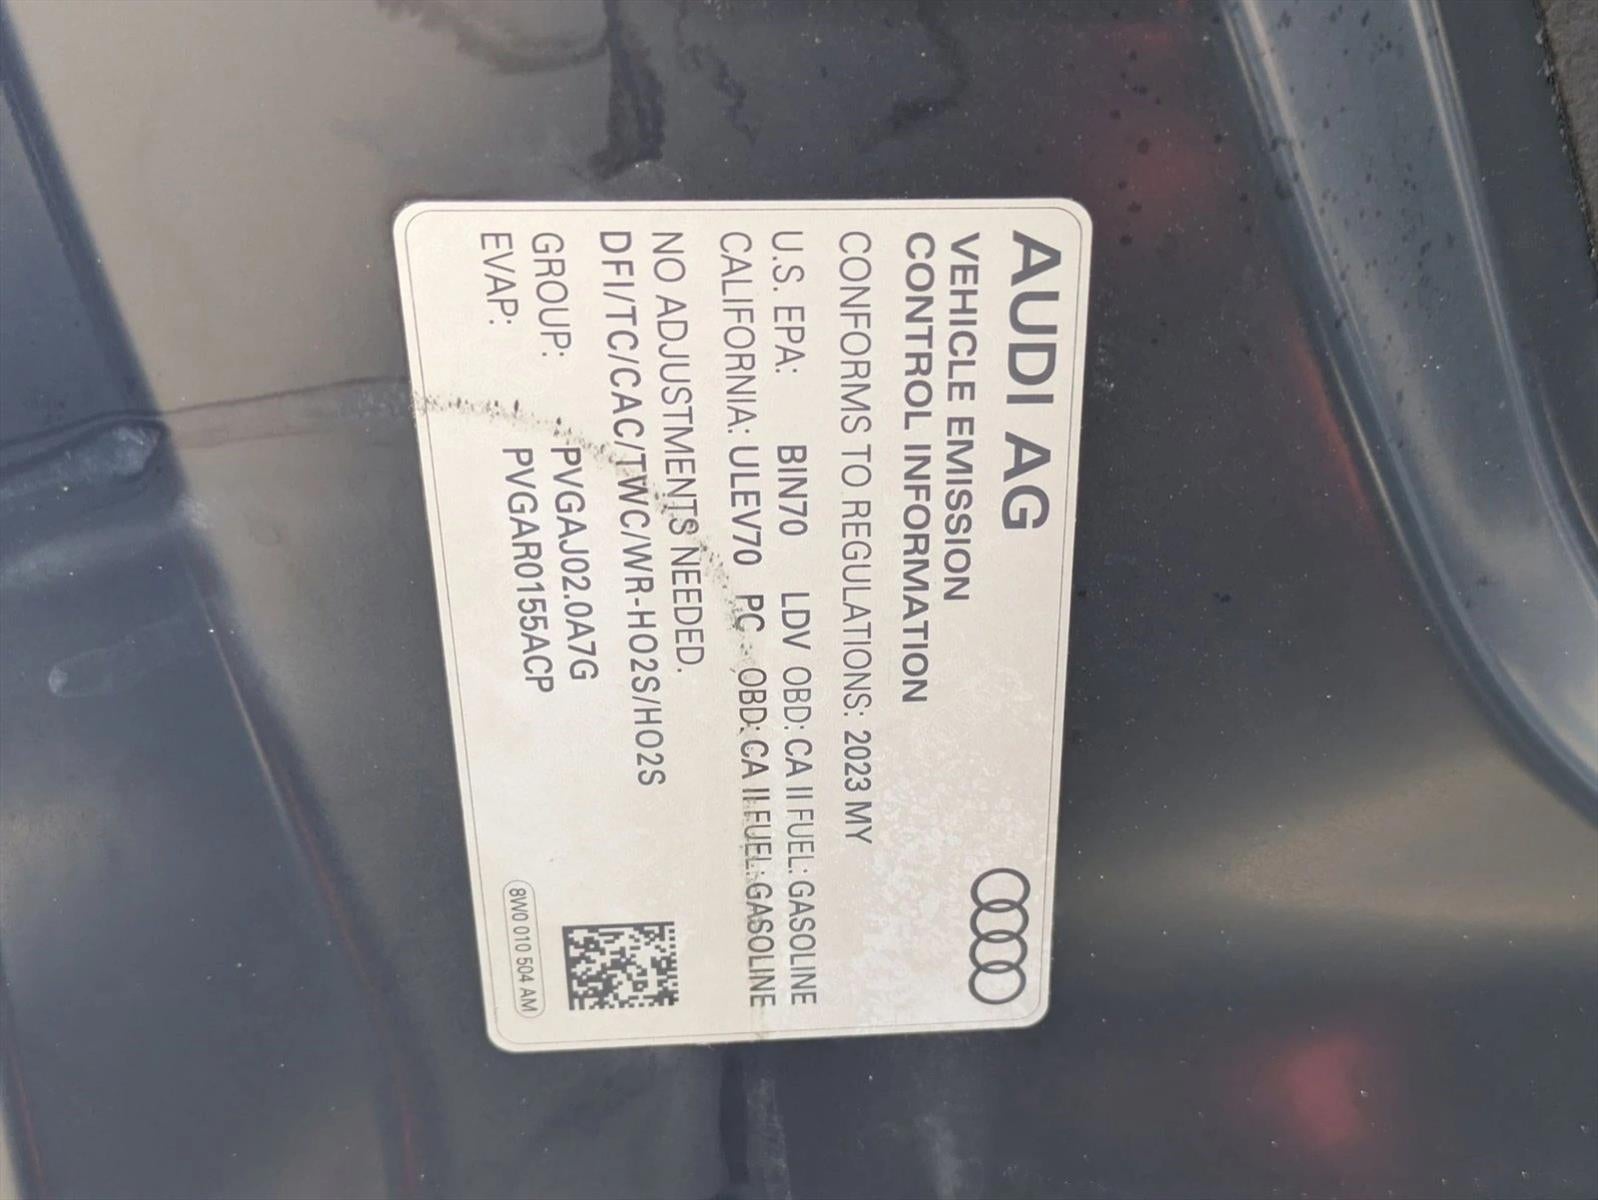 AUDI AG
VEHICLE EMISSION
CONTROL INFORMATION
CONFORMS TO REGULATIONS: 2023 MY
U.S. EPA: BIN70 LDV OBD: CA II FUEL: GASOLINE
CALIFORNIA: ULEV70 PC OBD: CA II FUEL: GASOLINE
NO ADJUSTMENTS NEEDED.
DFI/TC/CAC/TWC/WR-HO2S/HO2S
GROUP: PVGAJ02.0A7G
EVAP: PVGAR0155ACP
8W0 010 504 AM